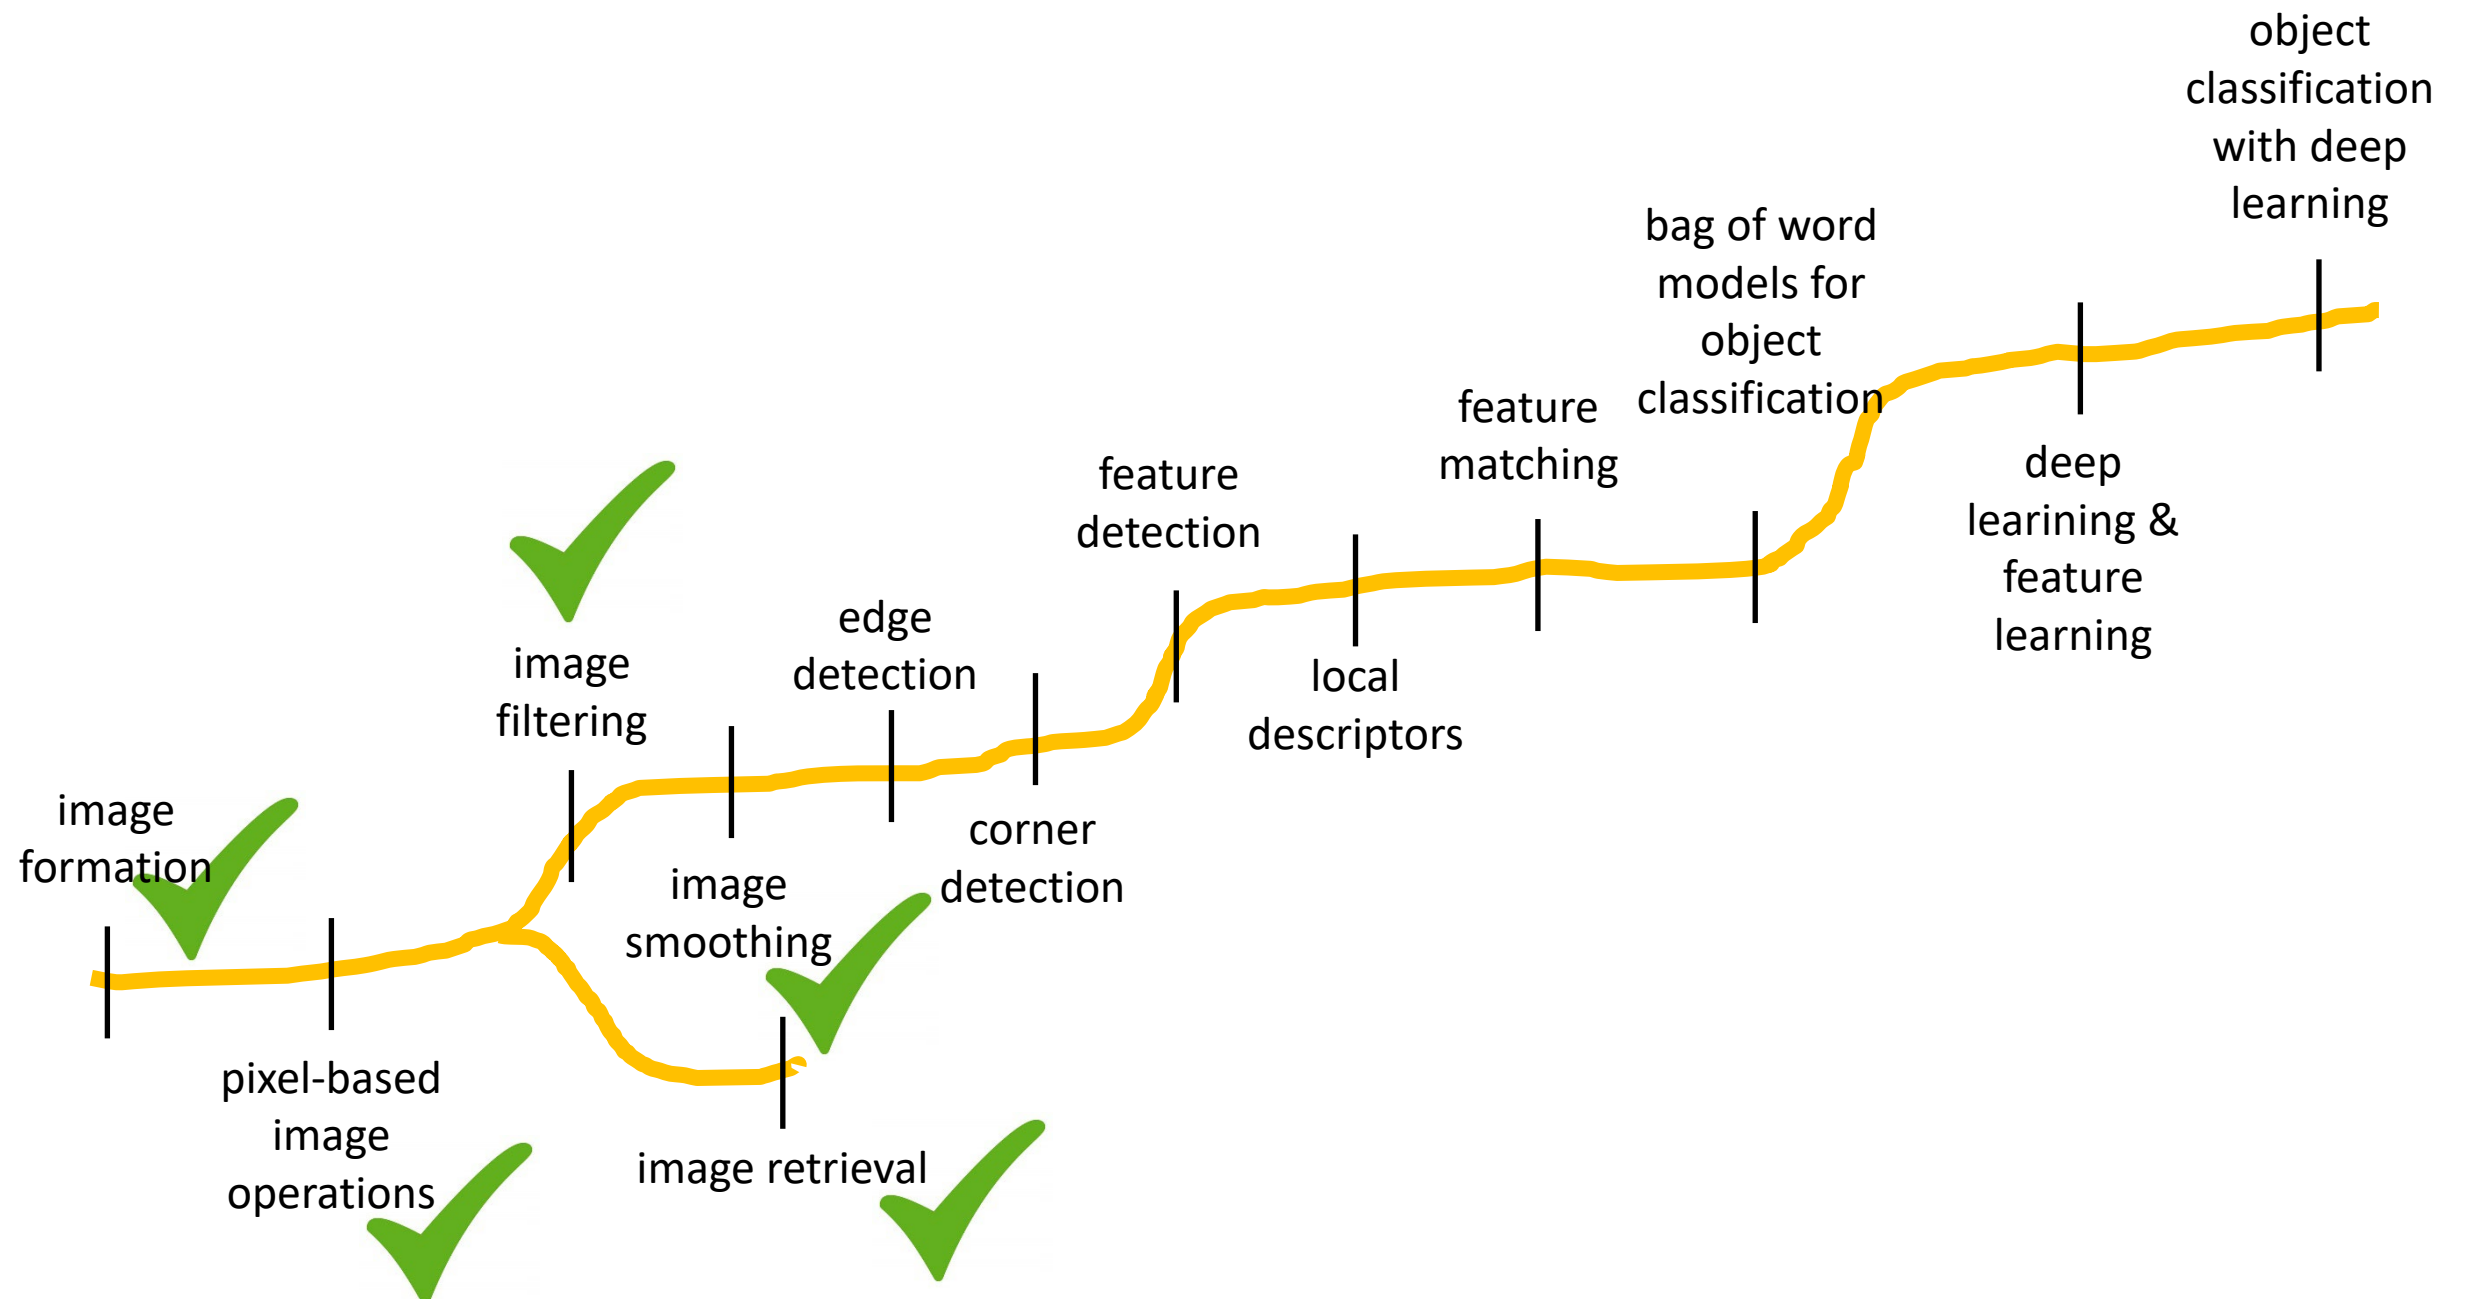 image
formation
pixel-based
image
operations
image
filtering
image
smoothing
image retrieval
edge
detection
corner
detection
feature
detection
local
descriptors
feature
matching
bag of word
models for
object
classification
deep
learining &
feature
learning
object
classification
with deep
learning